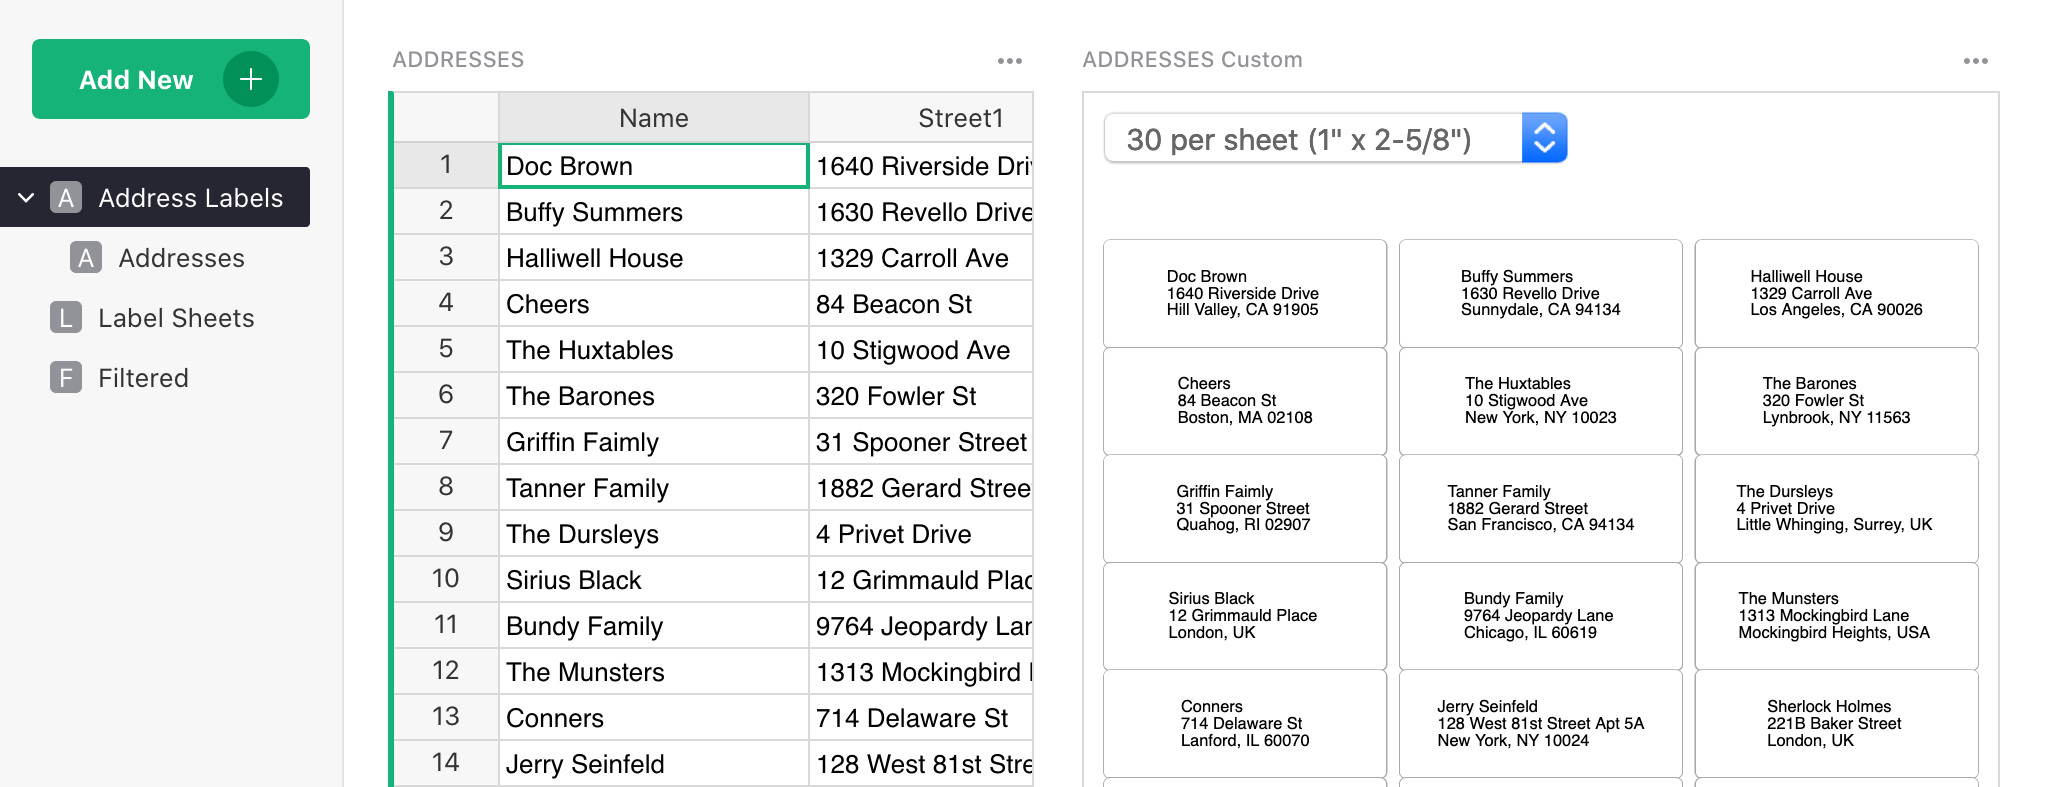 Add New
A Address Labels
A Addresses
L Label Sheets
F Filtered
ADDRESSES
Name Street1
1 Doc Brown 1640 Riverside Dri
2 Buffy Summers 1630 Revello Drive
3 Halliwell House 1329 Carroll Ave
4 Cheers 84 Beacon St
5 The Huxtables 10 Stigwood Ave
6 The Barones 320 Fowler St
7 Griffin Faimly 31 Spooner Street
8 Tanner Family 1882 Gerard Stree
9 The Dursleys 4 Privet Drive
10 Sirius Black 12 Grimmauld Plac
11 Bundy Family 9764 Jeopardy Lan
12 The Munsters 1313 Mockingbird
13 Conners 714 Delaware St
14 Jerry Seinfeld 128 West 81st Stre
ADDRESSES Custom
30 per sheet (1" x 2-5/8")
Doc Brown
1640 Riverside Drive
Hill Valley, CA 91905
Buffy Summers
1630 Revello Drive
Sunnydale, CA 94134
Halliwell House
1329 Carroll Ave
Los Angeles, CA 90026
Cheers
84 Beacon St
Boston, MA 02108
The Huxtables
10 Stigwood Ave
New York, NY 10023
The Barones
320 Fowler St
Lynbrook, NY 11563
Griffin Faimly
31 Spooner Street
Quahog, RI 02907
Tanner Family
1882 Gerard Street
San Francisco, CA 94134
The Dursleys
4 Privet Drive
Little Whinging, Surrey, UK
Sirius Black
12 Grimmauld Place
London, UK
Bundy Family
9764 Jeopardy Lane
Chicago, IL 60619
The Munsters
1313 Mockingbird Lane
Mockingbird Heights, USA
Conners
714 Delaware St
Lanford, IL 60070
Jerry Seinfeld
128 West 81st Street Apt 5A
New York, NY 10024
Sherlock Holmes
221B Baker Street
London, UK